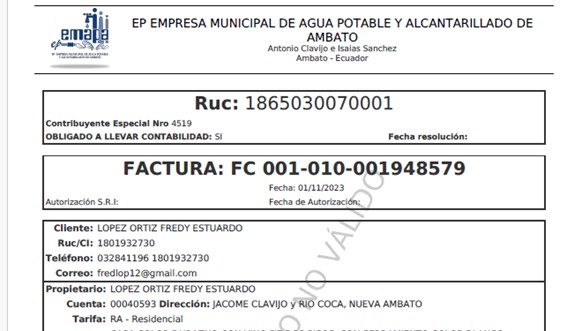 emapa
ep
EP EMPRESA MUNICIPAL DE AGUA POTABLE Y ALCANTARILLADO DE
AMBATO
Antonio Clavijo e Isaias Sanchez
Ambato - Ecuador
Ruc: 1865030070001
Contribuyente Especial Nro 4519
OBLIGADO A LLEVAR CONTABILIDAD: SI Fecha resolución:
FACTURA: FC 001-010-001948579
Fecha: 01/11/2023
Autorización S.R.I: Fecha de Autorización:
Cliente: LOPEZ ORTIZ FREDY ESTUARDO
Ruc/CI: 1801932730
Teléfono: 032841196 1801932730
Correo: fredlop12@gmail.com
Propietario: LOPEZ ORTIZ FREDY ESTUARDO
Cuenta: 00040593 Dirección: JACOME CLAVIJO y RIO COCA, NUEVA AMBATO
Tarifa: RA - Residencial
O NO VÁLIDO